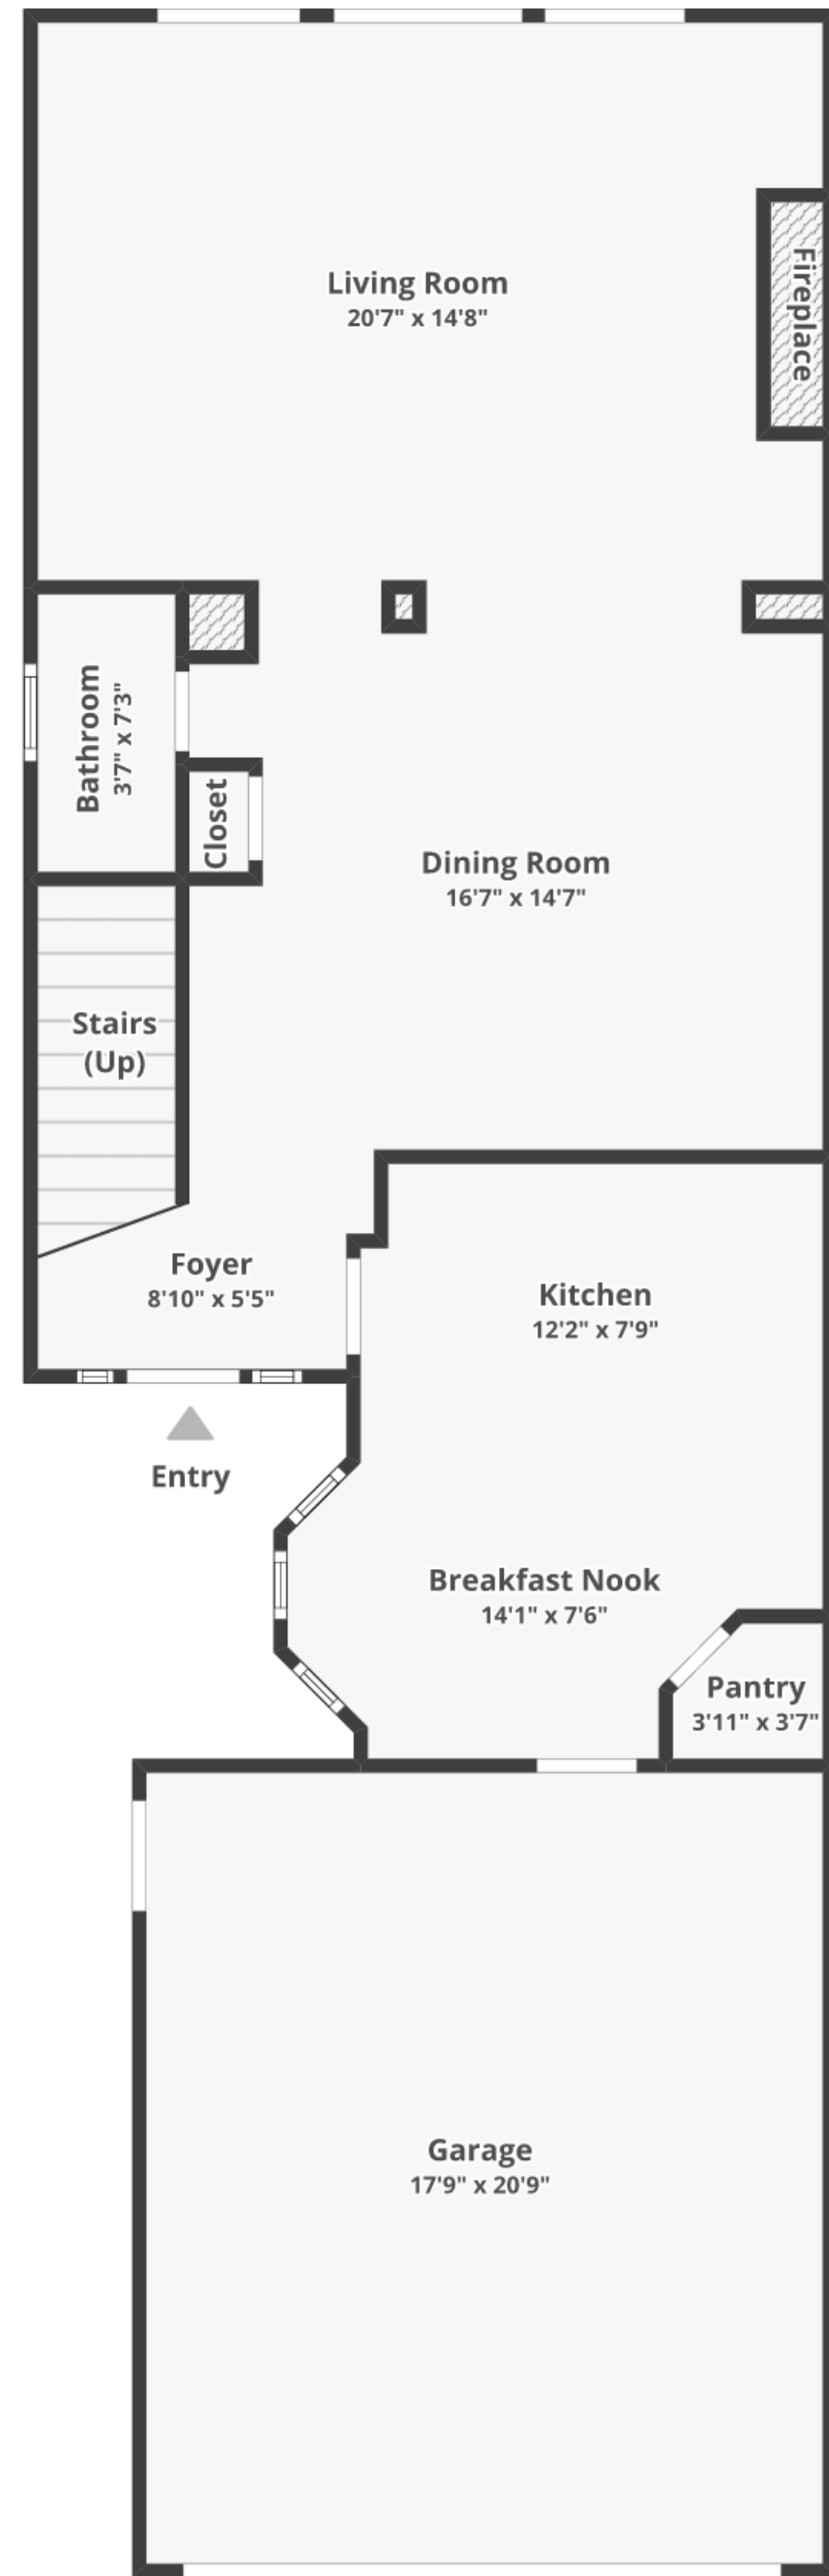 Living Room
20'7" x 14'8"
Fireplace
Bathroom
3'7" x 7'3"
Closet
Dining Room
16'7" x 14'7"
Stairs
(Up)
Foyer
8'10" x 5'5"
Kitchen
12'2" x 7'9"
Entry
Breakfast Nook
14'1" x 7'6"
Pantry
3'11" x 3'7"
Garage
17'9" x 20'9"